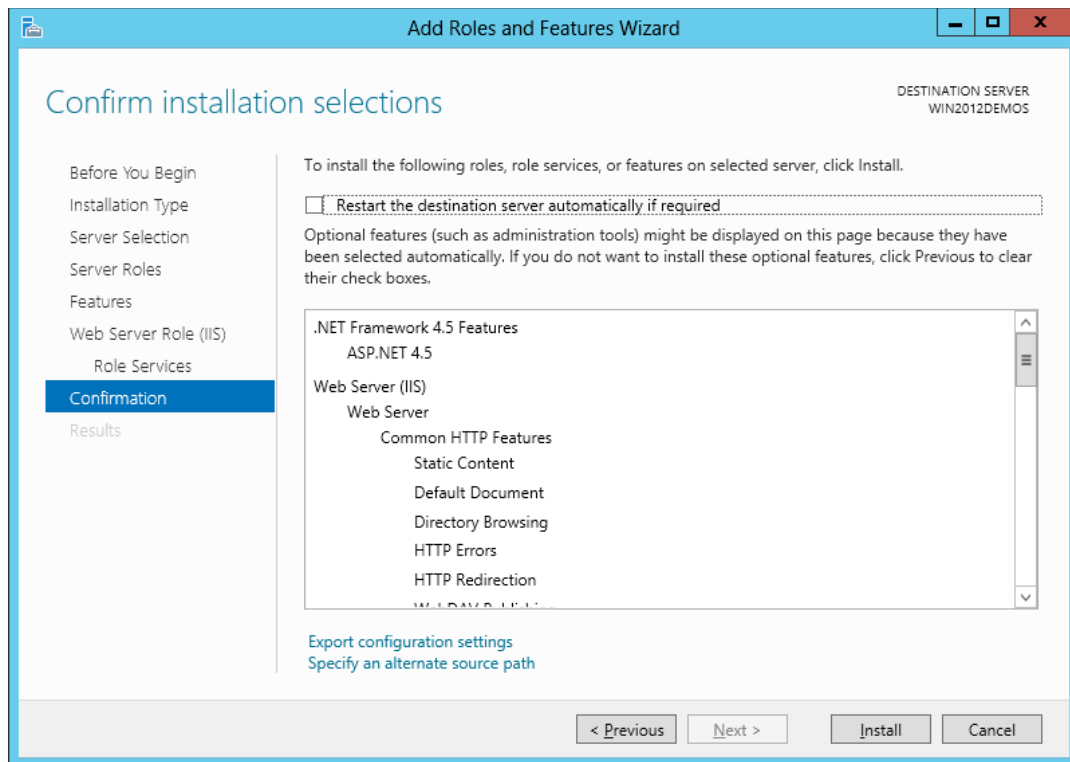 Add Roles and Features Wizard
Confirm installation selections
DESTINATION SERVER
WIN2012DEMOS
Before You Begin
Installation Type
Server Selection
Server Roles
Features
Web Server Role (IIS)
Role Services
Confirmation
Results
To install the following roles, role services, or features on selected server, click Install.
Restart the destination server automatically if required
Optional features (such as administration tools) might be displayed on this page because they have
been selected automatically. If you do not want to install these optional features, click Previous to clear
their check boxes.
.NET Framework 4.5 Features
ASP.NET 4.5
Web Server (IIS)
Web Server
Common HTTP Features
Static Content
Default Document
Directory Browsing
HTTP Errors
HTTP Redirection
Export configuration settings
Specify an alternate source path
< Previous
Next >
Install
Cancel